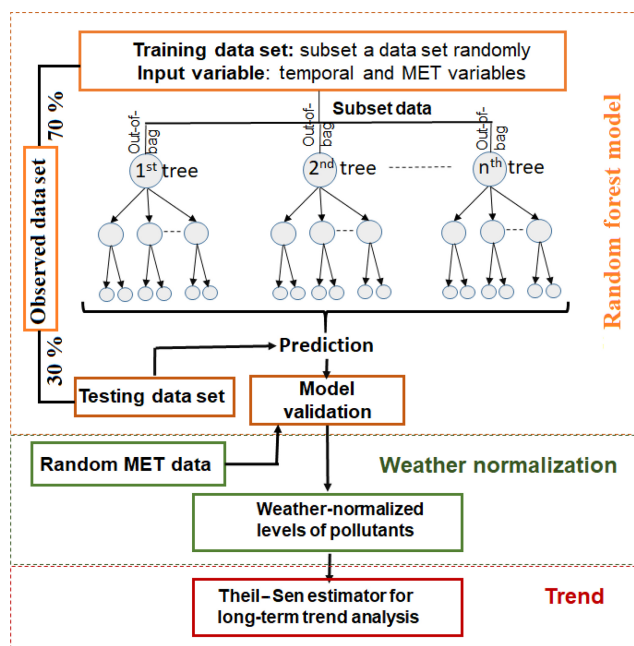 Training data set: subset a data set randomly
Input variable: temporal and MET variables
70 %
Observed data set
30 %
Out-of-
bag
Subset data
Out-of-
bag
Out-of-
bag
1st tree
2nd tree
nth tree
Random forest model
Prediction
Testing data set
Model
validation
Random MET data
Weather normalization
Weather-normalized
levels of pollutants
Theil–Sen estimator for
long-term trend analysis
Trend